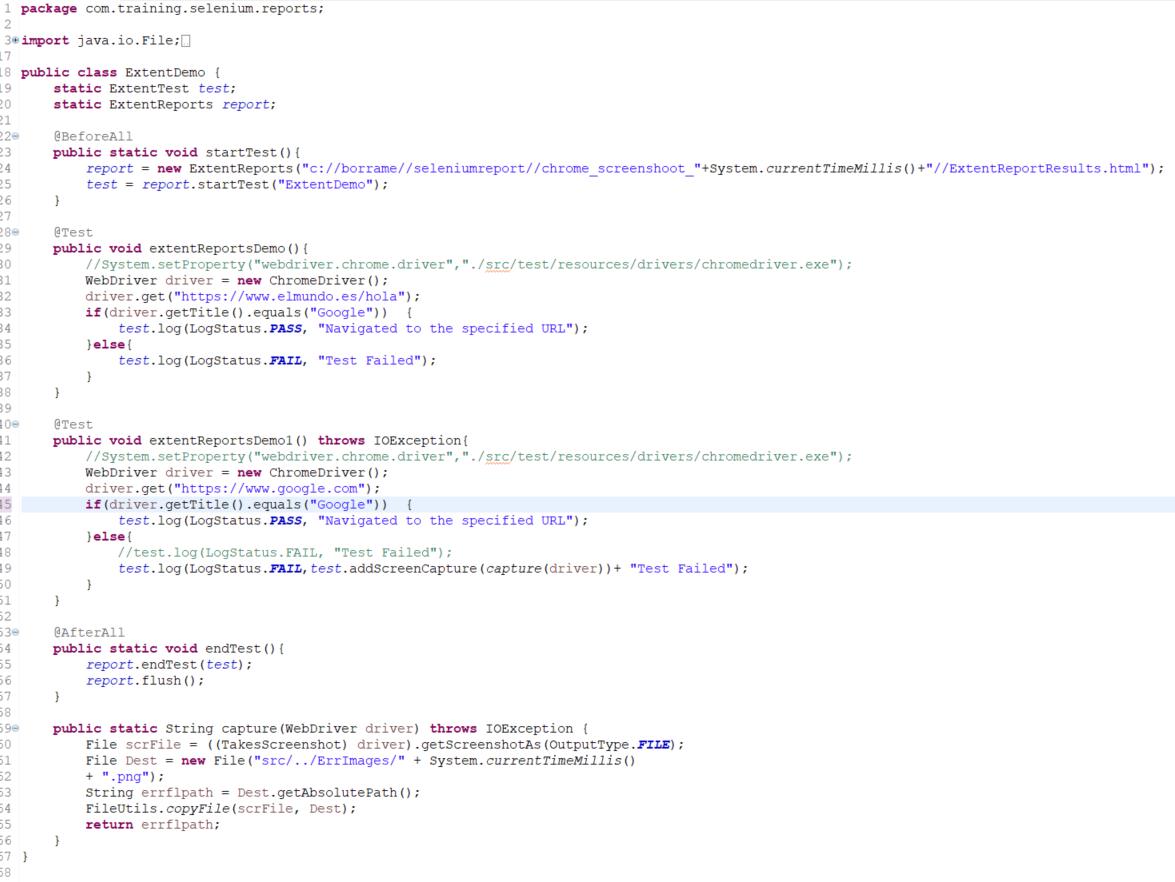 1 package com.training.selenium.reports;
2
3 import java.io.File;
17
18 public class ExtentDemo {
19 static ExtentTest test;
20 static ExtentReports report;
21
22 @BeforeAll
23 public static void startTest(){
24 report = new ExtentReports("c://borrame//seleniumreport//chrome_screenshoot_"+System.currentTimeMillis()+"//ExtentReportResults.html");
25 test = report.startTest("ExtentDemo");
26 }
27
28 @Test
29 public void extentReportsDemo(){
30 //System.setProperty("webdriver.chrome.driver","./src/test/resources/drivers/chromedriver.exe");
31 WebDriver driver = new ChromeDriver();
32 driver.get("https://www.elmundo.es/hola");
33 if(driver.getTitle().equals("Google")) {
34 test.log(LogStatus.PASS, "Navigated to the specified URL");
35 }else{
36 test.log(LogStatus.FAIL, "Test Failed");
37 }
38 }
39
40 @Test
41 public void extentReportsDemo1() throws IOException{
42 //System.setProperty("webdriver.chrome.driver","./src/test/resources/drivers/chromedriver.exe");
43 WebDriver driver = new ChromeDriver();
44 driver.get("https://www.google.com");
45 if(driver.getTitle().equals("Google")) {
46 test.log(LogStatus.PASS, "Navigated to the specified URL");
47 }else{
48 //test.log(LogStatus.FAIL, "Test Failed");
49 test.log(LogStatus.FAIL,test.addScreenCapture(capture(driver))+ "Test Failed");
50 }
51 }
52
53 @AfterAll
54 public static void endTest(){
55 report.endTest(test);
56 report.flush();
57 }
58
59 public static String capture(WebDriver driver) throws IOException {
60 File scrFile = ((TakesScreenshot) driver).getScreenshotAs(OutputType.FILE);
61 File Dest = new File("src/../ErrImages/" + System.currentTimeMillis()
62 + ".png");
63 String errflpath = Dest.getAbsolutePath();
64 FileUtils.copyFile(scrFile, Dest);
65 return errflpath;
66 }
67 }
68